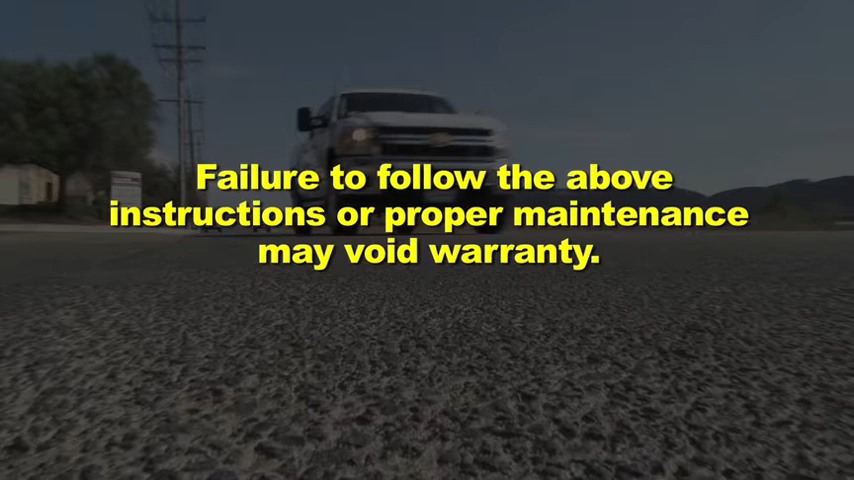 Failure to follow the above
instructions or proper maintenance
may void warranty.